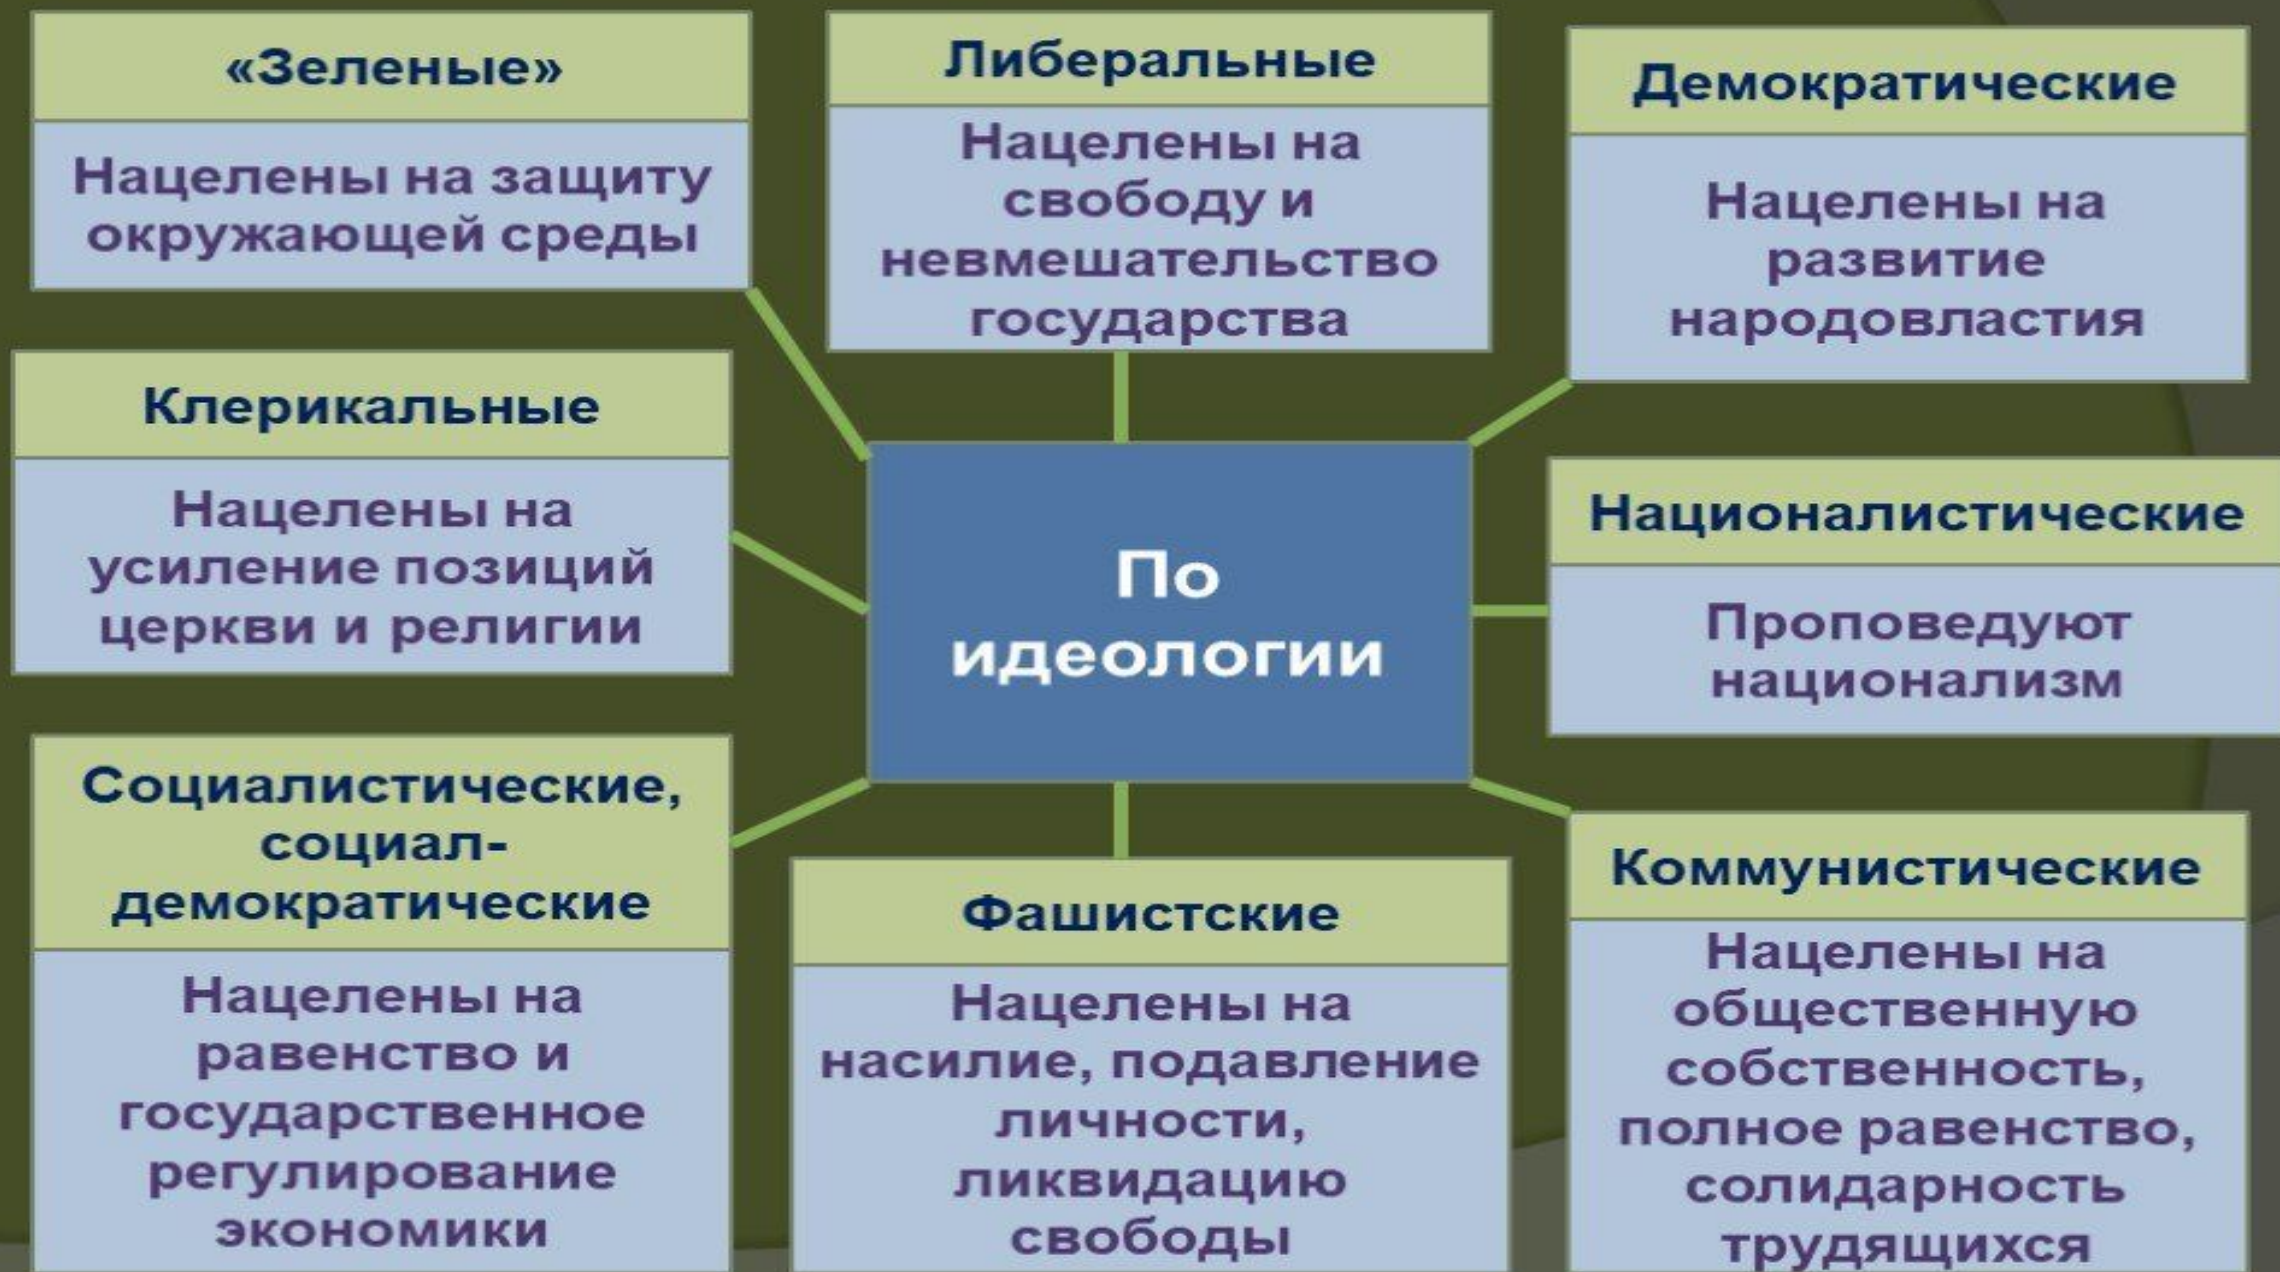 «Зеленые»
Нацелены на защиту
окружающей среды
Либеральные
Нацелены на
свободу и
невмешательство
государства
Демократические
Нацелены на
развитие
народовластия
Клерикальные
Нацелены на
усиление позиций
церкви и религии
По
идеологии
Националистические
Проповедуют
национализм
Социалистические,
социал-
демократические
Нацелены на
равенство и
государственное
регулирование
экономики
Фашистские
Нацелены на
насилие, подавление
личности,
ликвидацию
свободы
Коммунистические
Нацелены на
общественную
собственность,
полное равенство,
солидарность
трудящихся